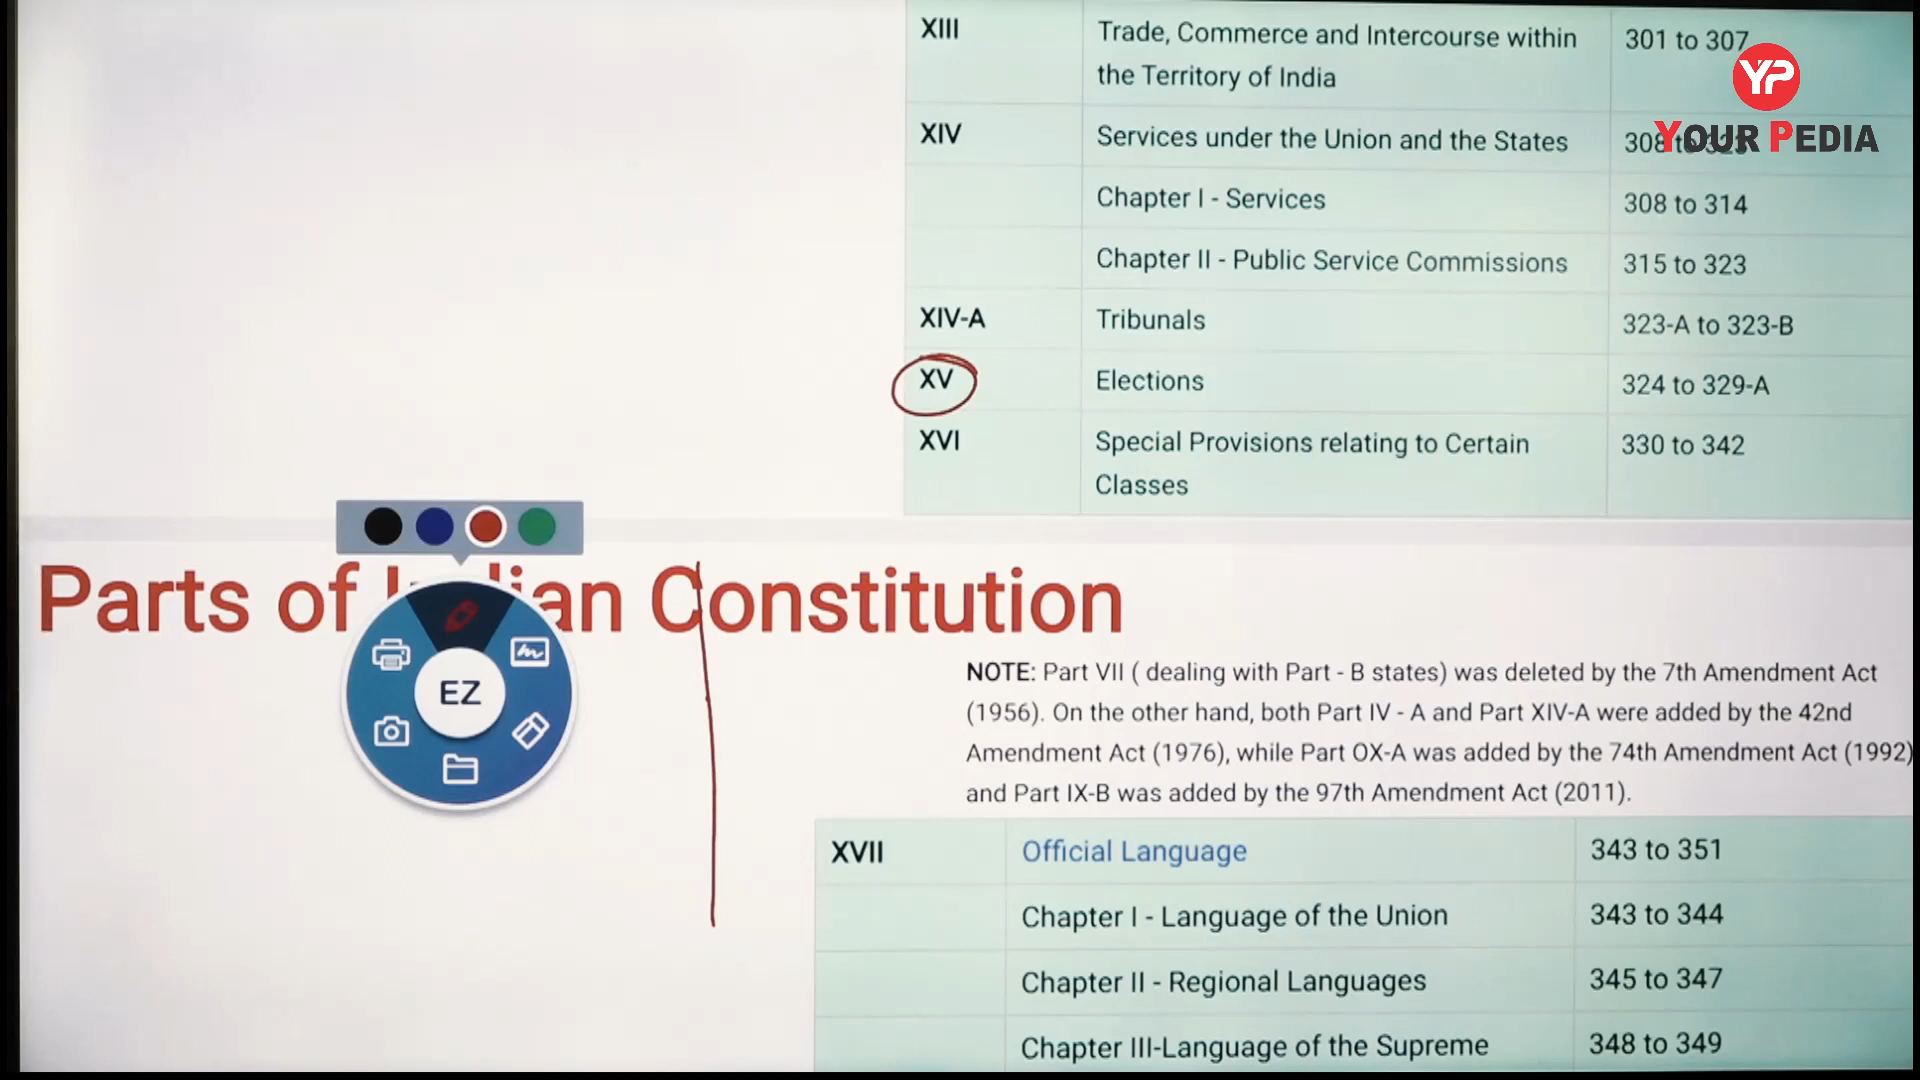 XIII Trade, Commerce and Intercourse within 301 to 307
the Territory of India
YP
YOUR PEDIA
XIV Services under the Union and the States 308 to 323
Chapter I - Services 308 to 314
Chapter II - Public Service Commissions 315 to 323
XIV-A Tribunals 323-A to 323-B
XV Elections 324 to 329-A
XVI Special Provisions relating to Certain 330 to 342
Classes
Parts of Indian Constitution
EZ
NOTE: Part VII ( dealing with Part - B states) was deleted by the 7th Amendment Act
(1956). On the other hand, both Part IV - A and Part XIV-A were added by the 42nd
Amendment Act (1976), while Part OX-A was added by the 74th Amendment Act (1992)
and Part IX-B was added by the 97th Amendment Act (2011).
XVII Official Language 343 to 351
Chapter I - Language of the Union 343 to 344
Chapter II - Regional Languages 345 to 347
Chapter III-Language of the Supreme 348 to 349